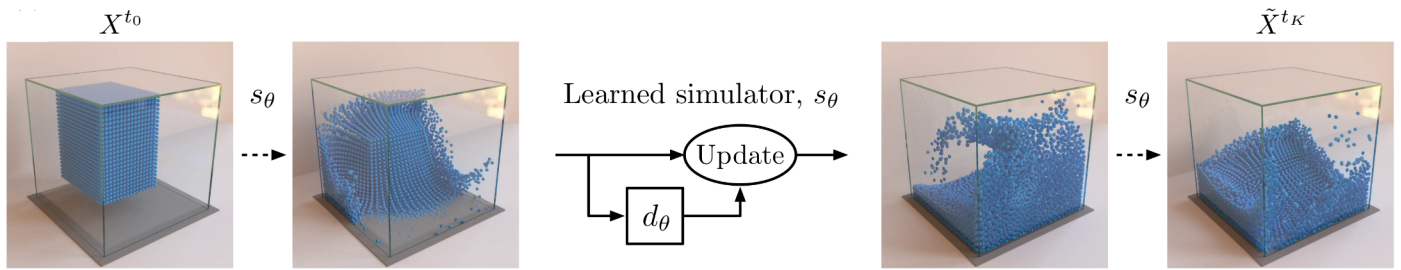 X^{t_0}
s_θ
Learned simulator, s_θ
Update
d_θ
s_θ
X̃^{t_K}